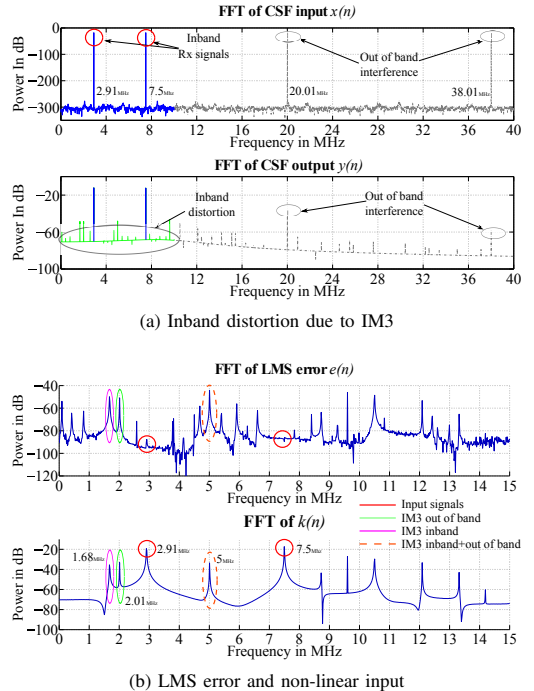 FFT of CSF input x(n)
Power In dB
0
−100
−200
−300
Inband
Rx signals
Out of band
interference
2.91MHz
7.5MHz
20.01MHz
38.01MHz
0 4 8 12 16 20 24 28 32 36 40
Frequency in MHz
FFT of CSF output y(n)
Power In dB
−20
−60
−100
Inband
distortion
Out of band
interference
0 4 8 12 16 20 24 28 32 36 40
Frequency in MHz
(a) Inband distortion due to IM3
FFT of LMS error e(n)
Power in dB
−40
−60
−80
−100
−120
0 1 2 3 4 5 6 7 8 9 10 11 12 13 14 15
Frequency in MHz
Input signals
IM3 out of band
IM3 inband
IM3 inband+out of band
FFT of k(n)
Power in dB
−20
−40
−60
−80
−100
1.68MHz
2.01MHz
2.91MHz
5MHz
7.5MHz
0 1 2 3 4 5 6 7 8 9 10 11 12 13 14 15
Frequency in MHz
(b) LMS error and non-linear input